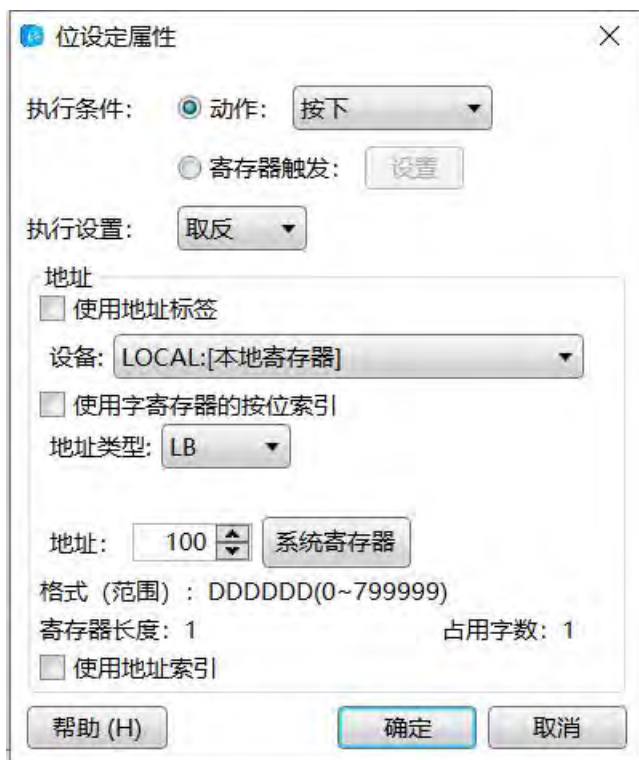 位设定属性
执行条件: 动作: 按下
寄存器触发: 设置
执行设置: 取反
地址
使用地址标签
设备: LOCAL:[本地寄存器]
使用字寄存器的按位索引
地址类型: LB
地址: 100 系统寄存器
格式 (范围) : DDDDDD(0~799999)
寄存器长度: 1 占用字数: 1
使用地址索引
帮助 (H) 确定 取消